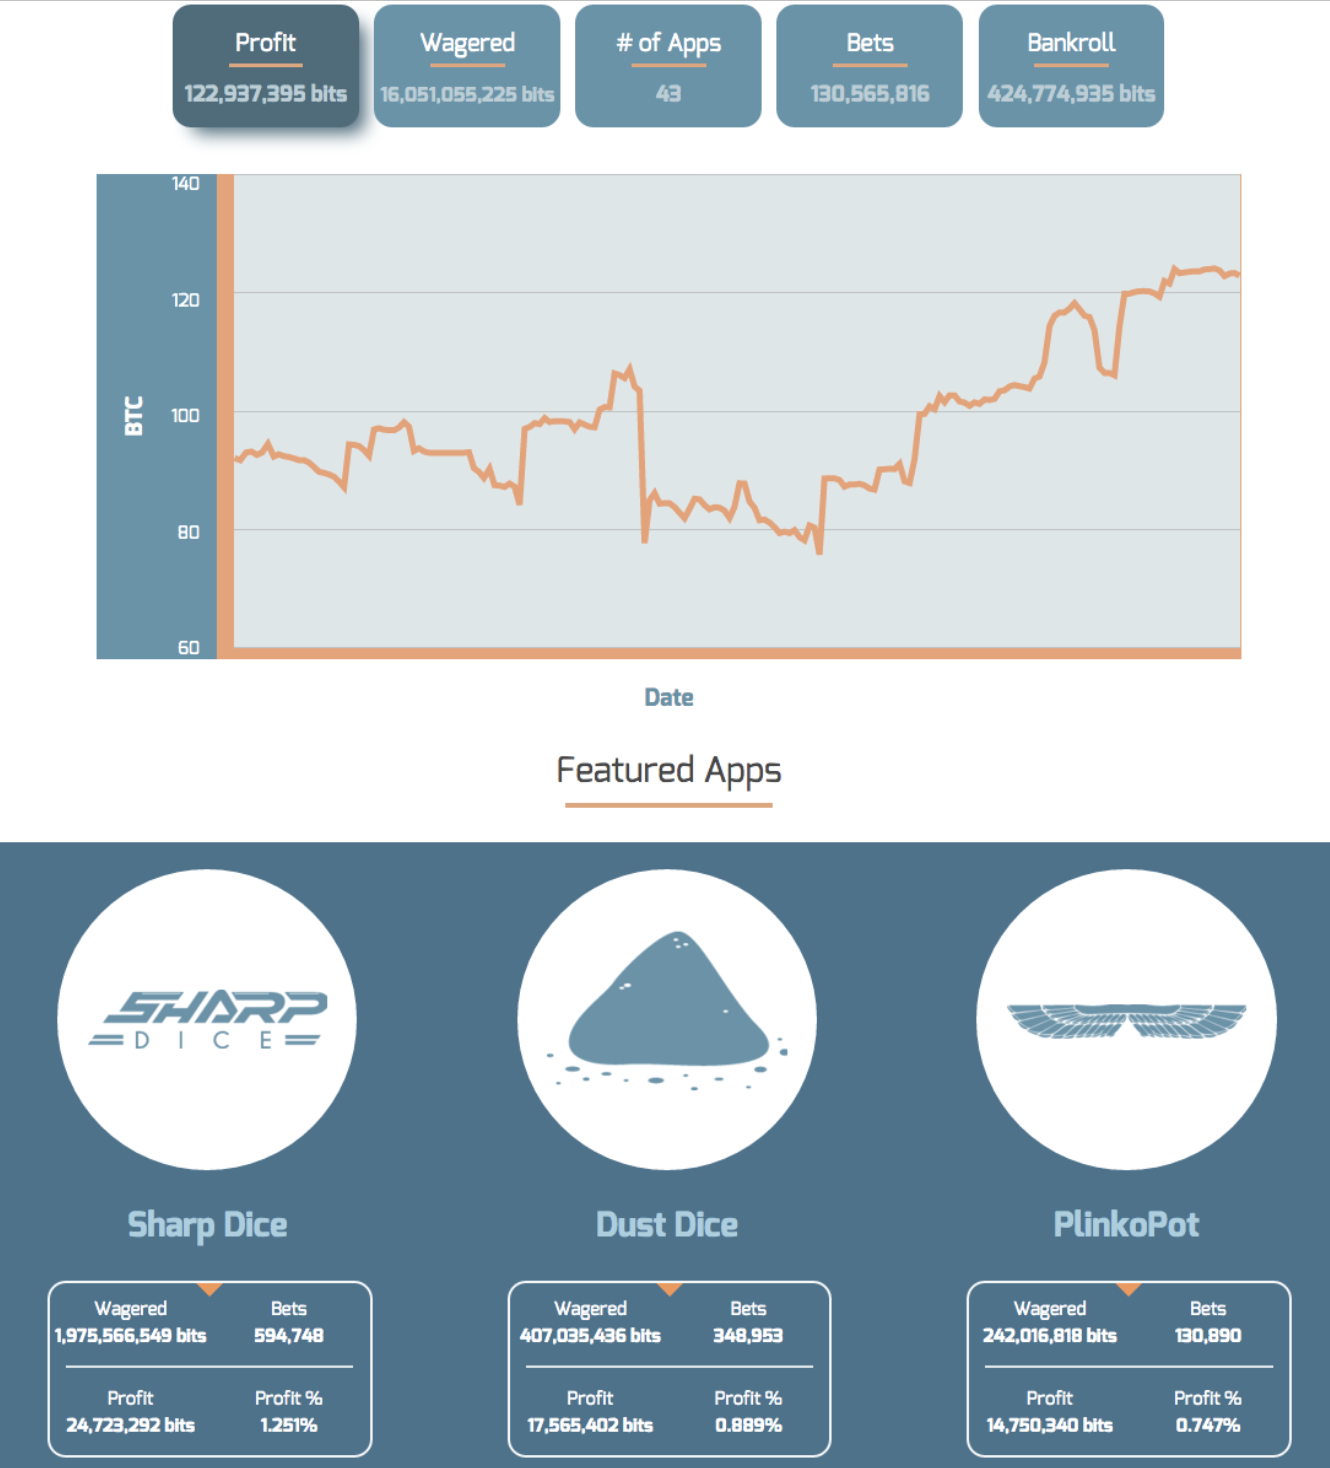 Profit Wagered # of Apps Bets Bankroll
122,937,395 bits 16,051,055,225 bits 43 130,565,816 424,774,935 bits
140
120
100
80
60
BTC
Date
Featured Apps
SHARP
DICE
Sharp Dice Dust Dice PlinkoPot
Wagered Bets Wagered Bets Wagered Bets
1,975,566,549 bits 594,748 407,035,436 bits 348,953 242,016,818 bits 130,890
Profit Profit % Profit Profit % Profit Profit %
24,723,292 bits 1.251% 17,565,402 bits 0.889% 14,750,340 bits 0.747%